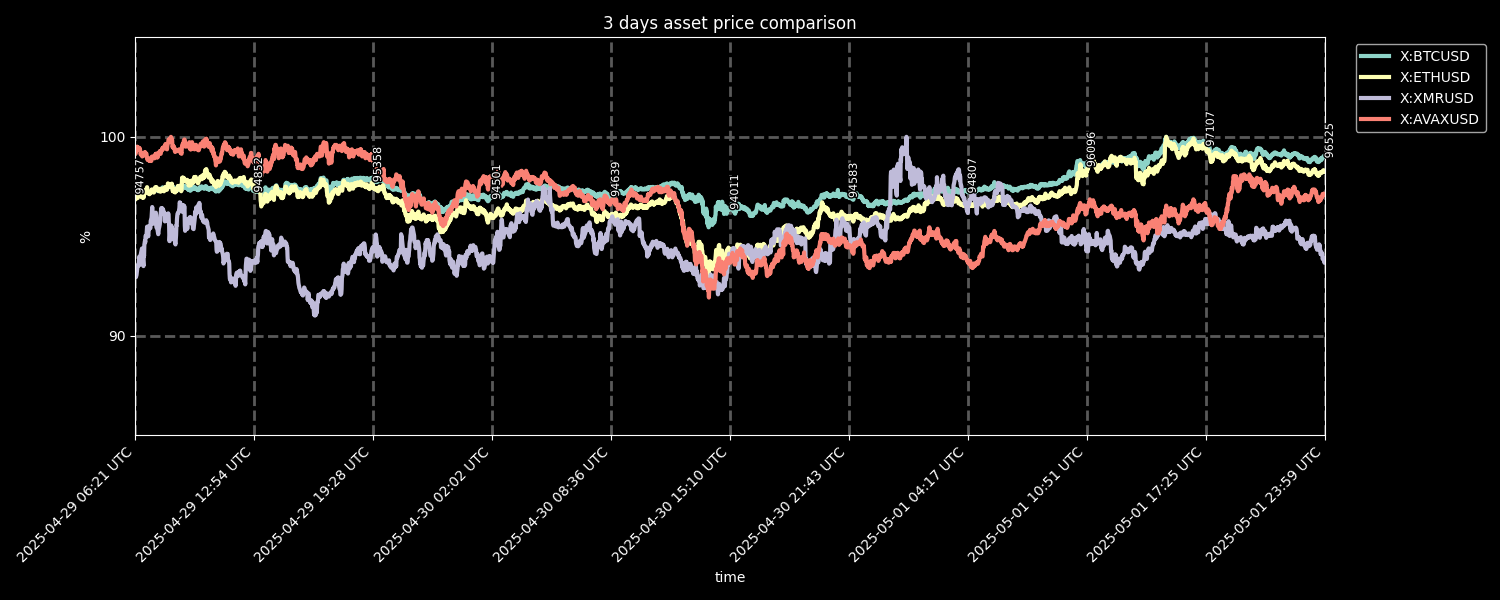 3 days asset price comparison
X:BTCUSD
X:ETHUSD
X:XMRUSD
X:AVAXUSD
100
90
%
94757
94852
95358
94501
94639
94011
94583
94807
96096
97107
96525
2025-04-29 06:21 UTC
2025-04-29 12:54 UTC
2025-04-29 19:28 UTC
2025-04-30 02:02 UTC
2025-04-30 08:36 UTC
2025-04-30 15:10 UTC
2025-04-30 21:43 UTC
2025-05-01 04:17 UTC
2025-05-01 10:51 UTC
2025-05-01 17:25 UTC
2025-05-01 23:59 UTC
time